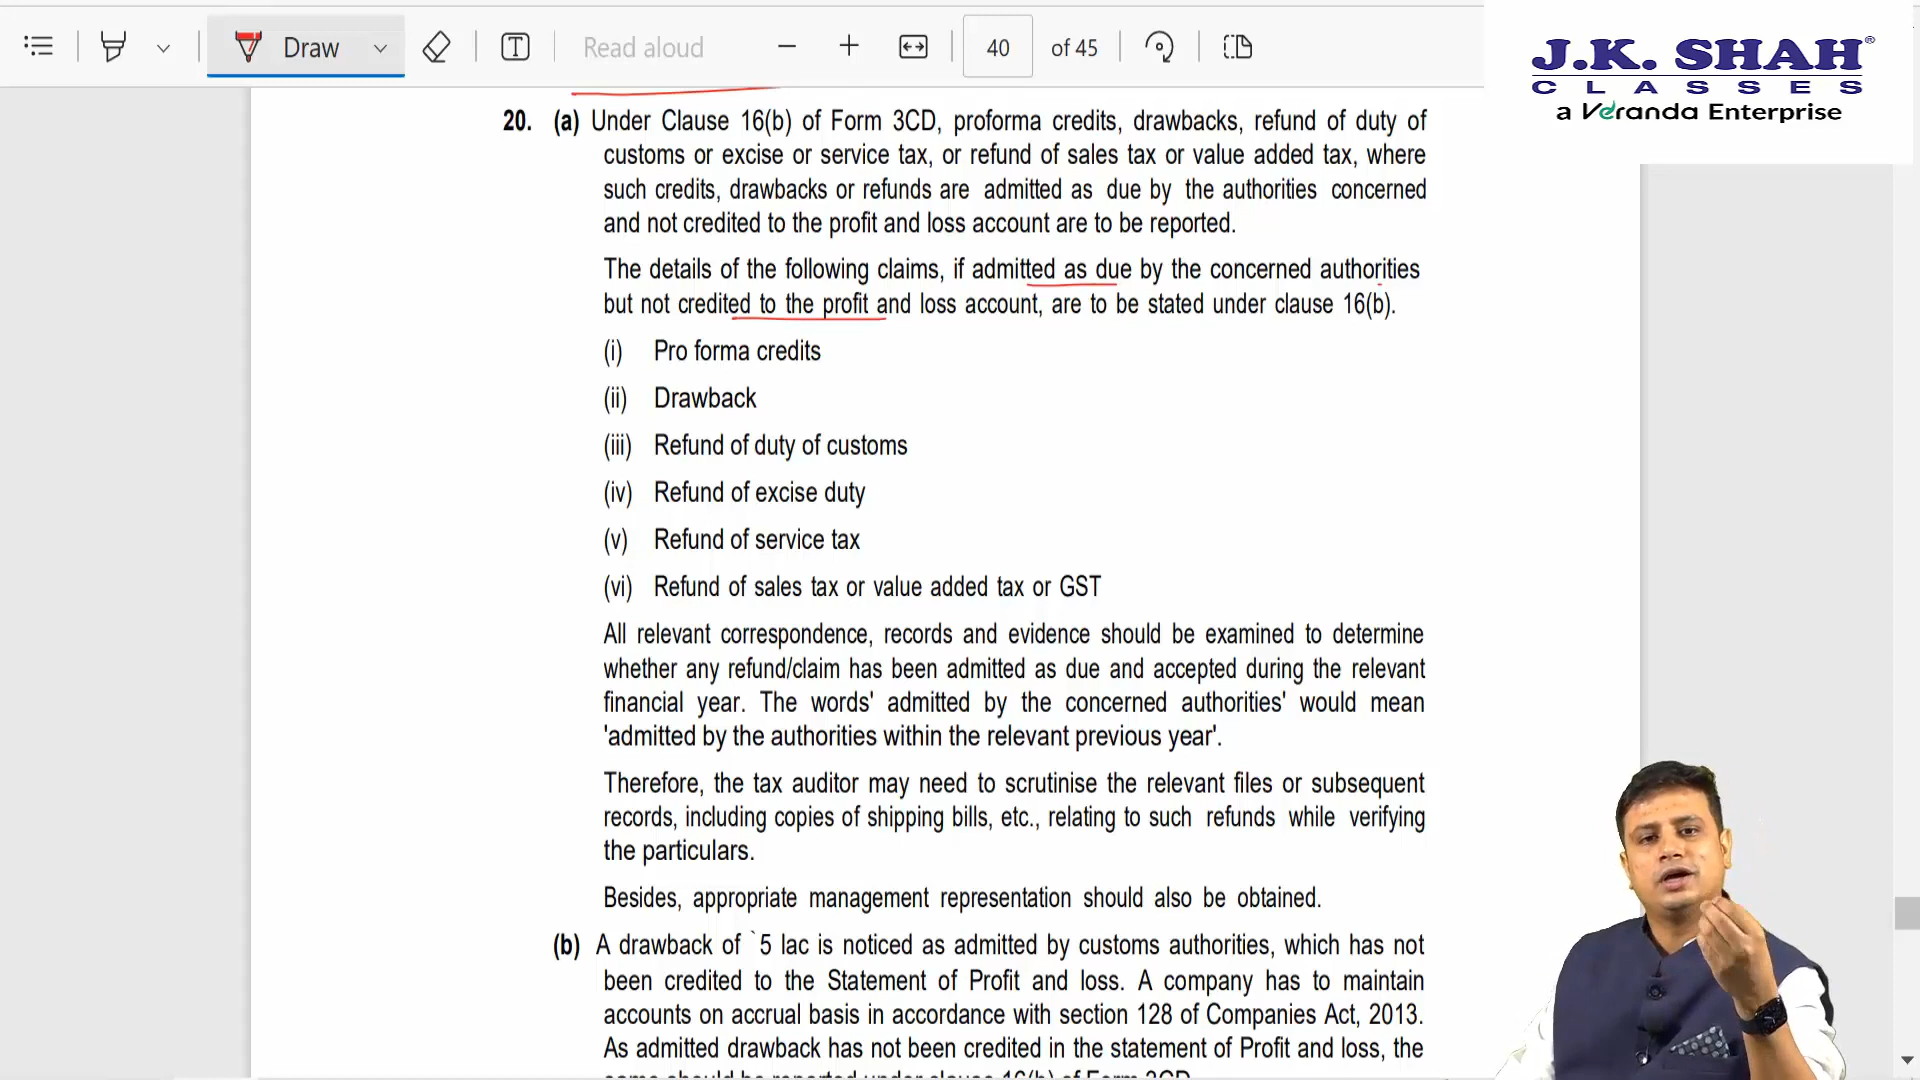 Draw
Read aloud
40 of 45
J.K. SHAH®
CLASSES
a Veranda Enterprise
20. (a) Under Clause 16(b) of Form 3CD, proforma credits, drawbacks, refund of duty of
customs or excise or service tax, or refund of sales tax or value added tax, where
such credits, drawbacks or refunds are admitted as due by the authorities concerned
and not credited to the profit and loss account are to be reported.
The details of the following claims, if admitted as due by the concerned authorities
but not credited to the profit and loss account, are to be stated under clause 16(b).
(i) Pro forma credits
(ii) Drawback
(iii) Refund of duty of customs
(iv) Refund of excise duty
(v) Refund of service tax
(vi) Refund of sales tax or value added tax or GST
All relevant correspondence, records and evidence should be examined to determine
whether any refund/claim has been admitted as due and accepted during the relevant
financial year. The words' admitted by the concerned authorities' would mean
'admitted by the authorities within the relevant previous year'.
Therefore, the tax auditor may need to scrutinise the relevant files or subsequent
records, including copies of shipping bills, etc., relating to such refunds while verifying
the particulars.
Besides, appropriate management representation should also be obtained.
(b) A drawback of `5 lac is noticed as admitted by customs authorities, which has not
been credited to the Statement of Profit and loss. A company has to maintain
accounts on accrual basis in accordance with section 128 of Companies Act, 2013.
As admitted drawback has not been credited in the statement of Profit and loss, the
same should be reported under clause 16(b) of Form 3CD.